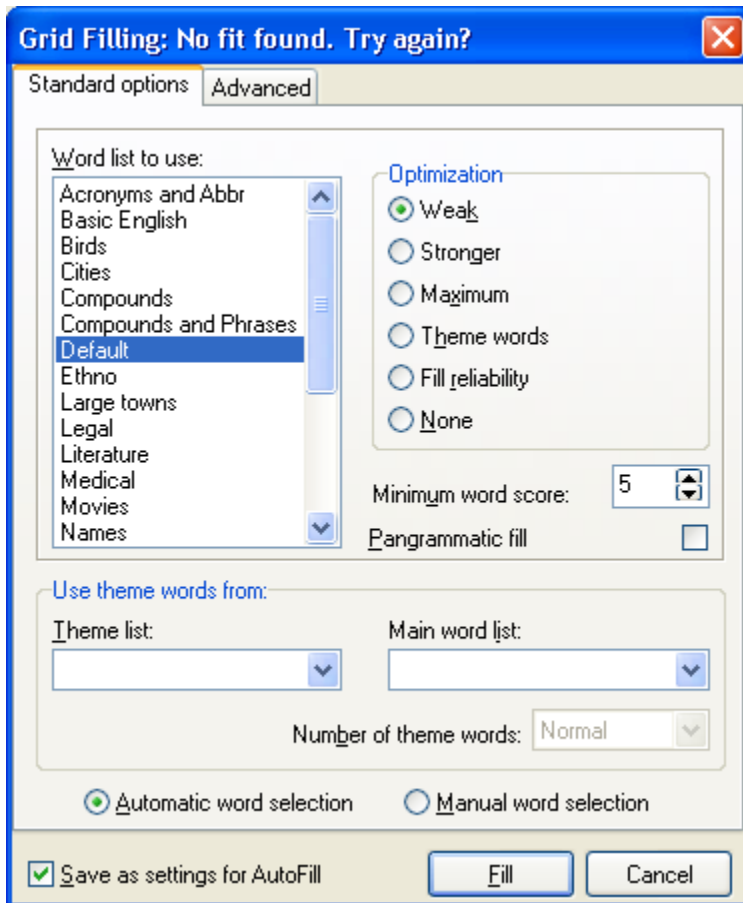 Grid Filling: No fit found. Try again?
Standard options Advanced
Word list to use:
Acronyms and Abbr
Basic English
Birds
Cities
Compounds
Compounds and Phrases
Default
Ethno
Large towns
Legal
Literature
Medical
Movies
Names
Optimization
Weak
Stronger
Maximum
Theme words
Fill reliability
None
Minimum word score: 5
Pangrammatic fill
Use theme words from:
Theme list: Main word list:
Number of theme words: Normal
Automatic word selection Manual word selection
Save as settings for AutoFill Fill Cancel